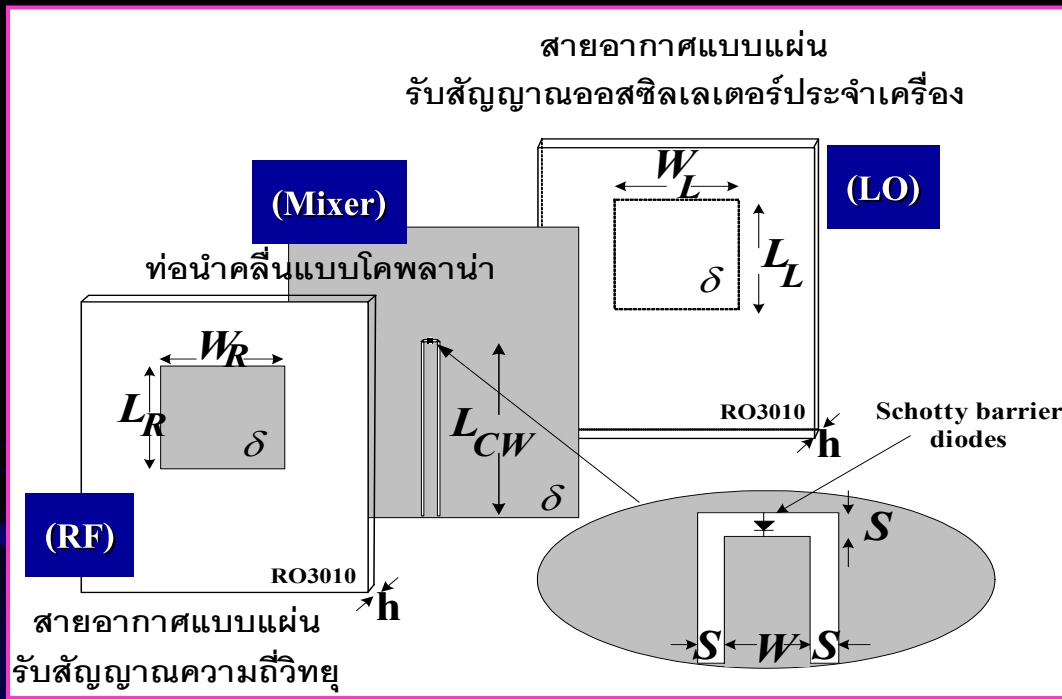 สายอากาศแบบแผ่น
รับสัญญาณออสซิลเลเตอร์ประจำเครื่อง
(Mixer)
(LO)
W_L
L_L
δ
ท่อนำคลื่นแบบโคพลาน่า
W_R
L_R
δ
L_CW
δ
RO3010
h
Schotty barrier
diodes
(RF)
RO3010
h
S
S W S
สายอากาศแบบแผ่น
รับสัญญาณความถี่วิทยุ